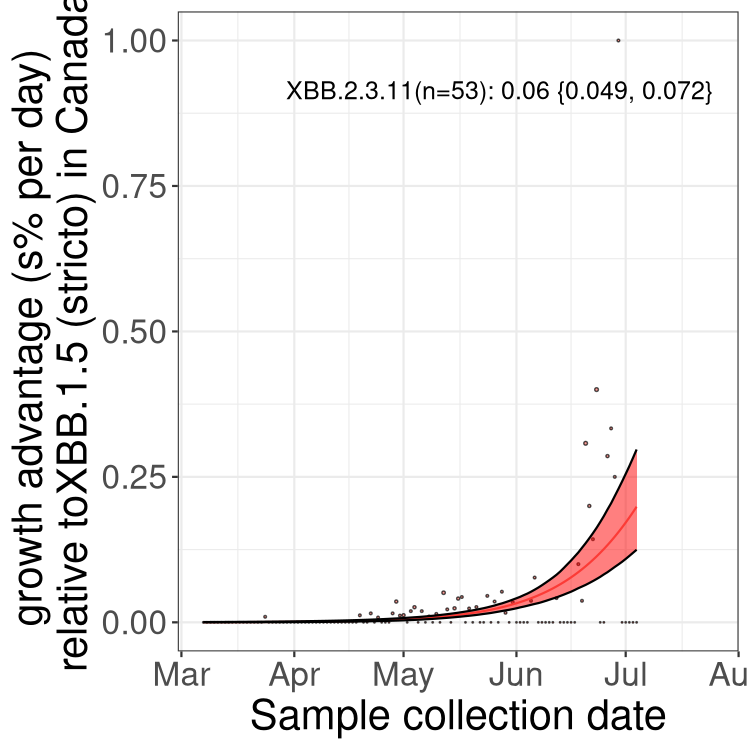 growth advantage (s% per day)
relative toXBB.1.5 (stricto) in Canada
1.00
0.75
0.50
0.25
0.00
XBB.2.3.11(n=53): 0.06 {0.049, 0.072}
Mar Apr May Jun Jul Au
Sample collection date